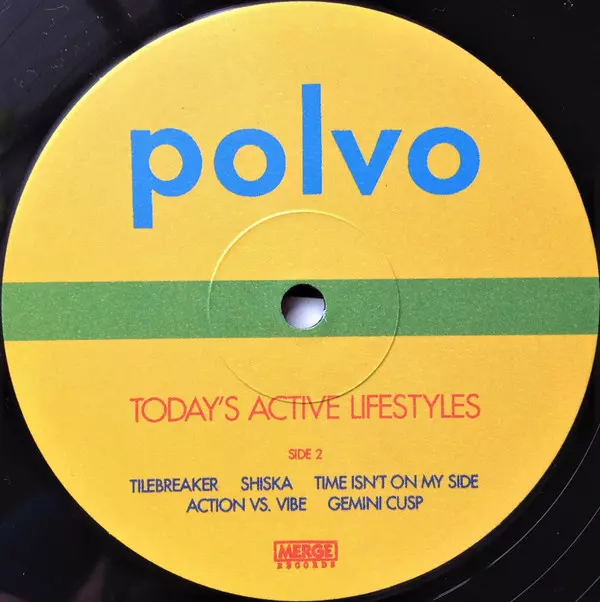 polvo
TODAY'S ACTIVE LIFESTYLES
SIDE 2
TILEBREAKER SHISKA TIME ISN'T ON MY SIDE
ACTION VS. VIBE GEMINI CUSP
MERGE
RECORDS